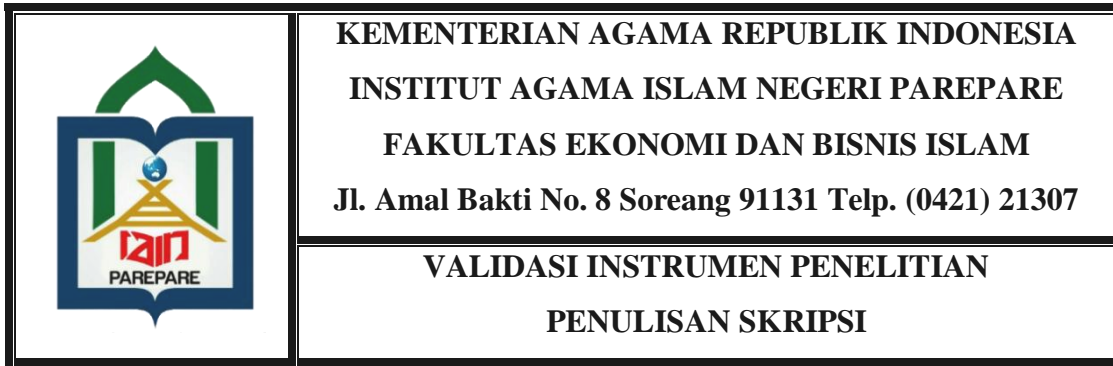 KEMENTERIAN AGAMA REPUBLIK INDONESIA
INSTITUT AGAMA ISLAM NEGERI PAREPARE
FAKULTAS EKONOMI DAN BISNIS ISLAM
Jl. Amal Bakti No. 8 Soreang 91131 Telp. (0421) 21307
VALIDASI INSTRUMEN PENELITIAN
PENULISAN SKRIPSI
IAIN
PAREPARE